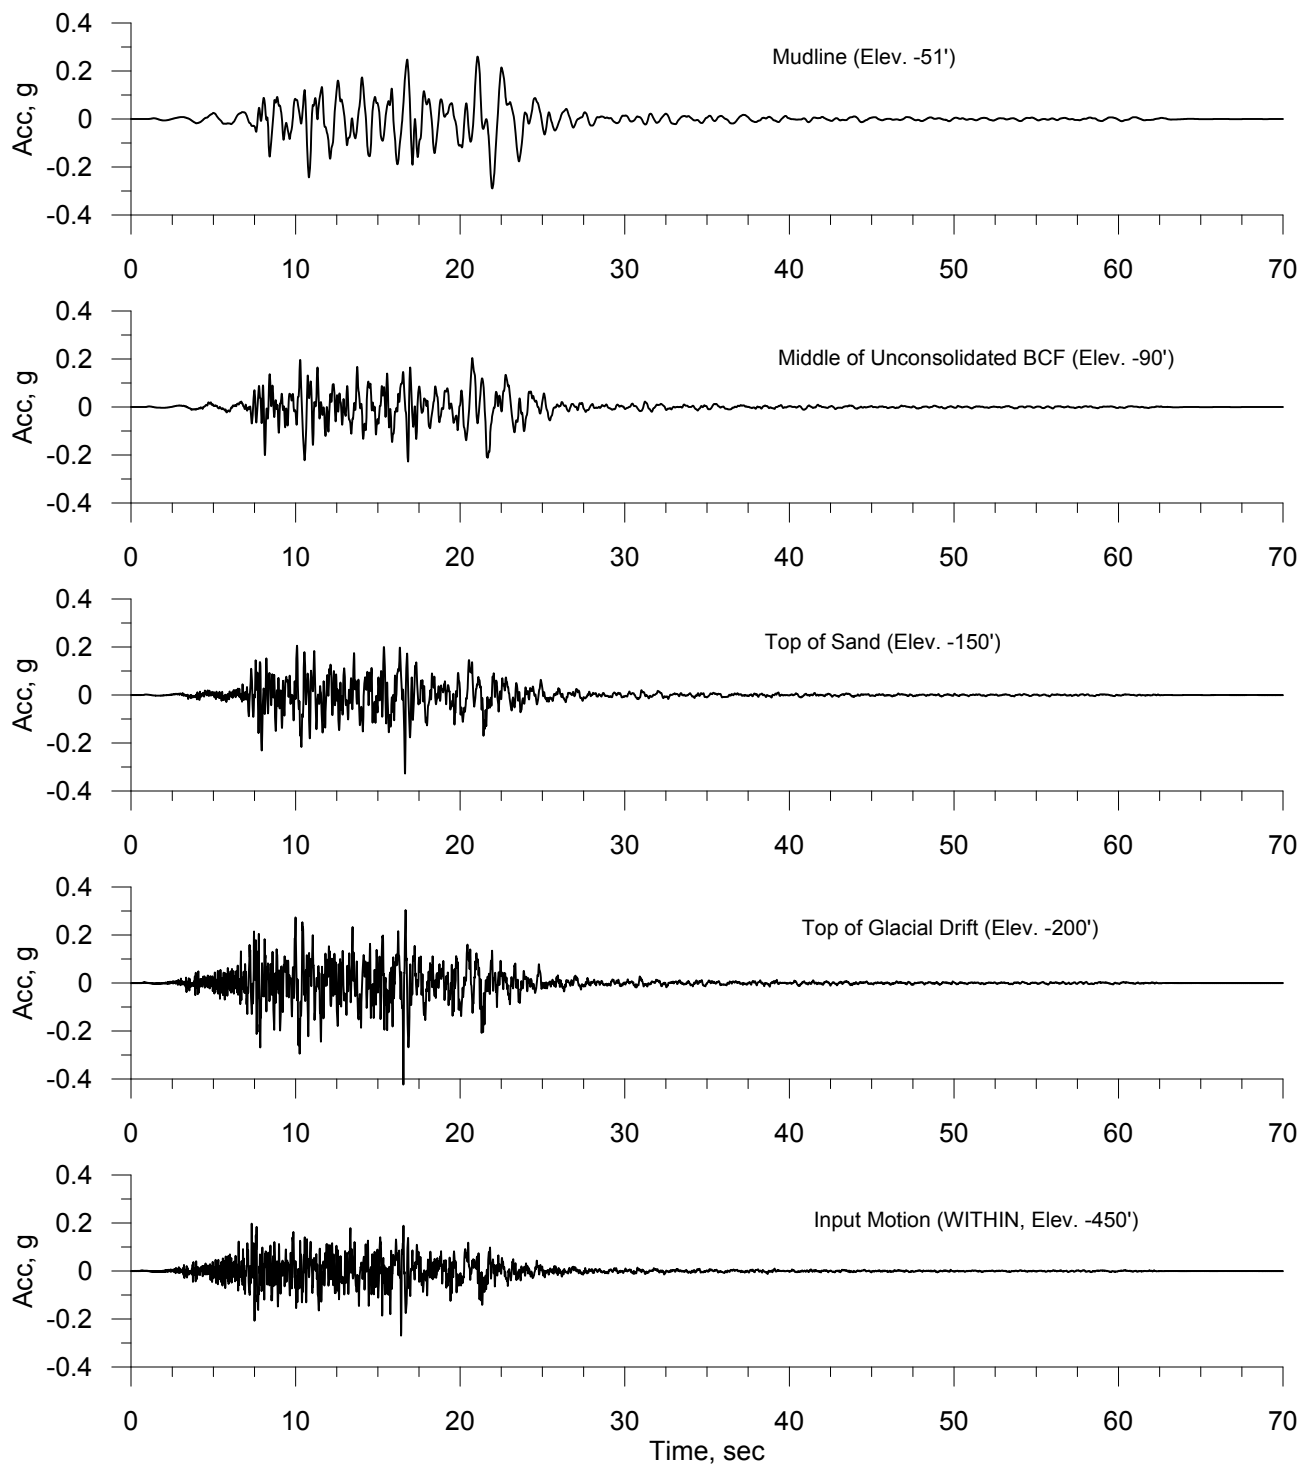 0.4
Mudline (Elev. -51')
0.2
0
-0.2
-0.4
Acc, g
0 10 20 30 40 50 60 70
0.4
Middle of Unconsolidated BCF (Elev. -90')
0.2
0
-0.2
-0.4
Acc, g
0 10 20 30 40 50 60 70
0.4
Top of Sand (Elev. -150')
0.2
0
-0.2
-0.4
Acc, g
0 10 20 30 40 50 60 70
0.4
Top of Glacial Drift (Elev. -200')
0.2
0
-0.2
-0.4
Acc, g
0 10 20 30 40 50 60 70
0.4
Input Motion (WITHIN, Elev. -450')
0.2
0
-0.2
-0.4
Acc, g
0 10 20 30 40 50 60 70
Time, sec